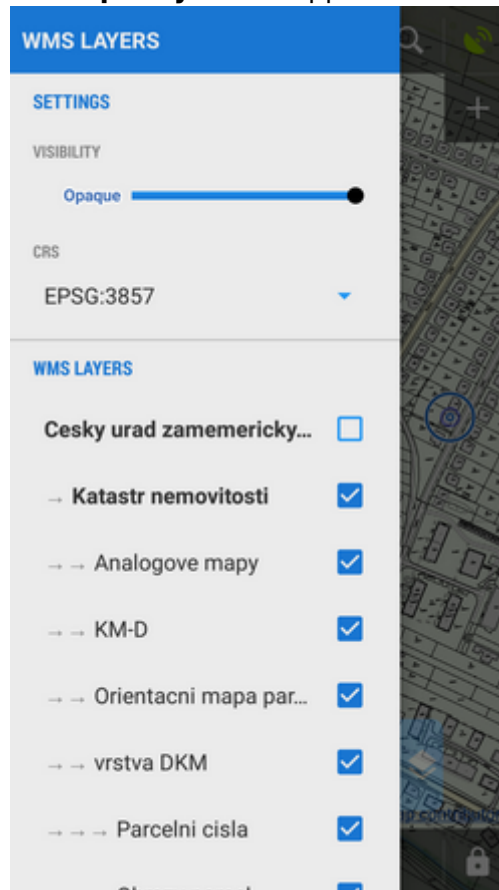 WMS LAYERS
SETTINGS
VISIBILITY
Opaque
CRS
EPSG:3857
WMS LAYERS
Cesky urad zamemericky...
→ Katastr nemovitosti
→ → Analogove mapy
→ → KM-D
→ → Orientacni mapa par...
→ → vrstva DKM
→ → → Parcelni cisla